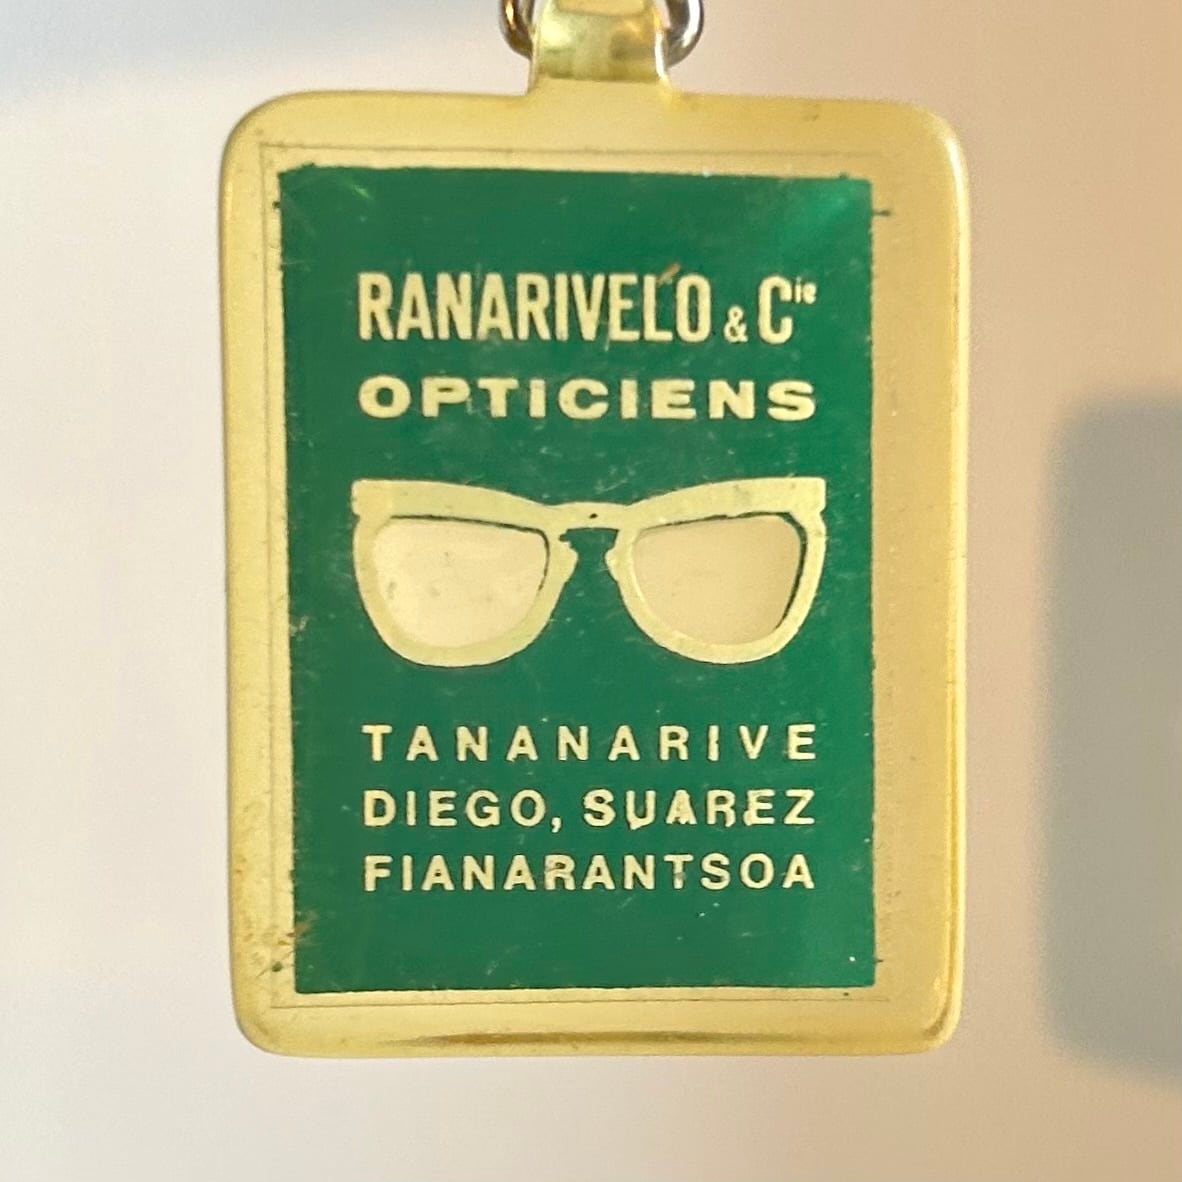 RANARIVELO & Cie
OPTICIENS
TANANARIVE
DIEGO, SUAREZ
FIANARANTSOA